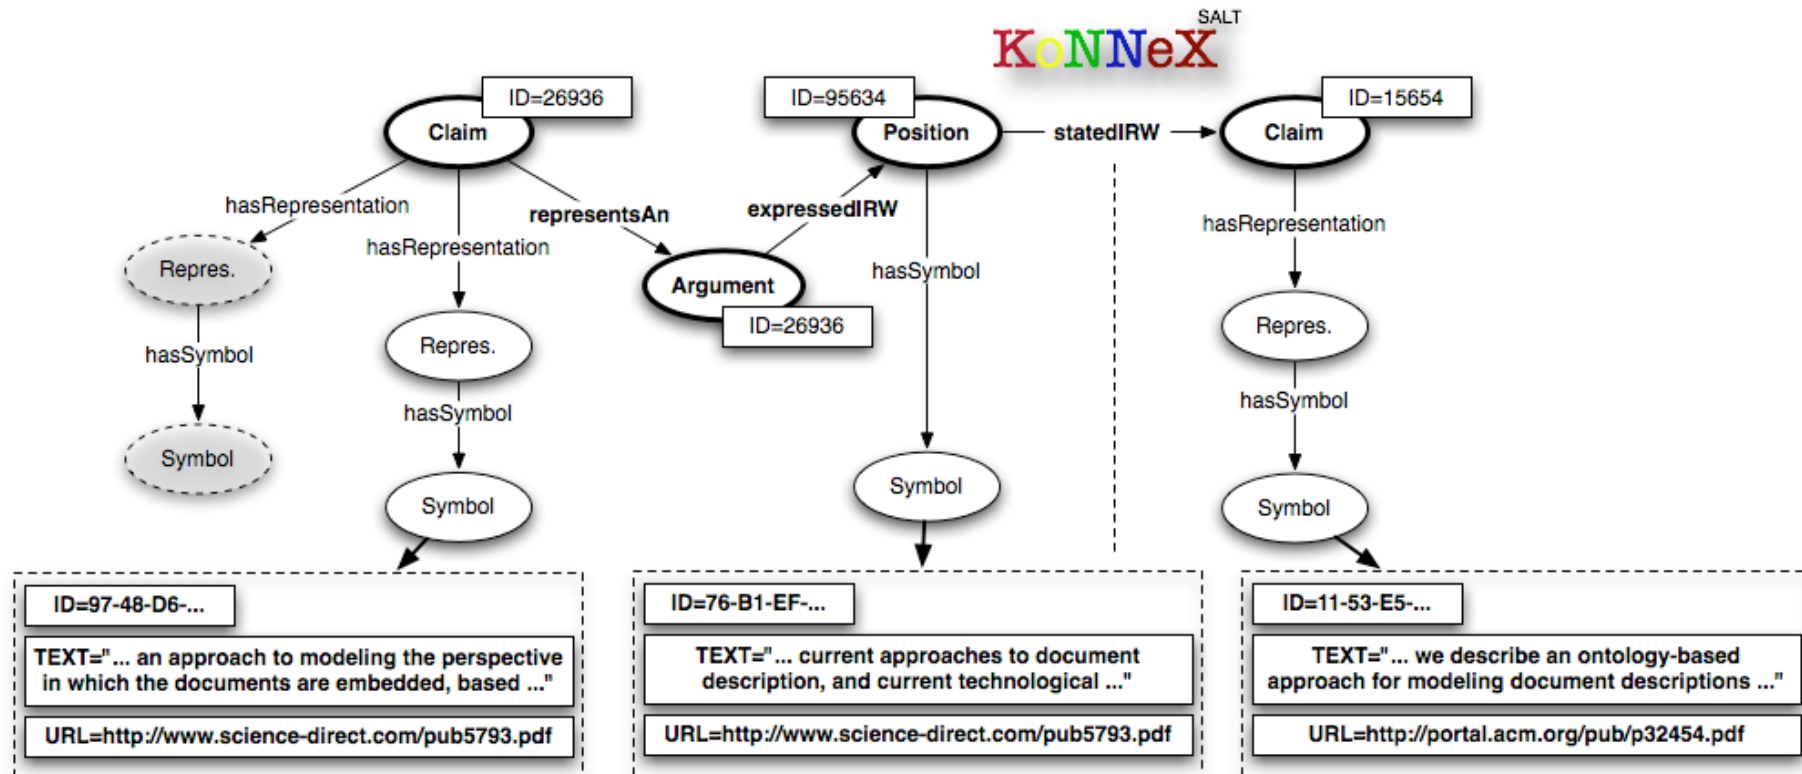 SALT
KoNNeX
ID=26936
Claim
ID=95634
Position
statedIRW
ID=15654
Claim
hasRepresentation
representsAn
expressedIRW
hasRepresentation
hasRepresentation
Repres.
hasSymbol
Argument
ID=26936
Repres.
hasSymbol
Repres.
hasSymbol
hasSymbol
Symbol
Symbol
Symbol
Symbol
ID=97-48-D6-...
TEXT="... an approach to modeling the perspective
in which the documents are embedded, based ..."
URL=http://www.science-direct.com/pub5793.pdf
ID=76-B1-EF-...
TEXT="... current approaches to document
description, and current technological ..."
URL=http://www.science-direct.com/pub5793.pdf
ID=11-53-E5-...
TEXT="... we describe an ontology-based
approach for modeling document descriptions ..."
URL=http://portal.acm.org/pub/p32454.pdf